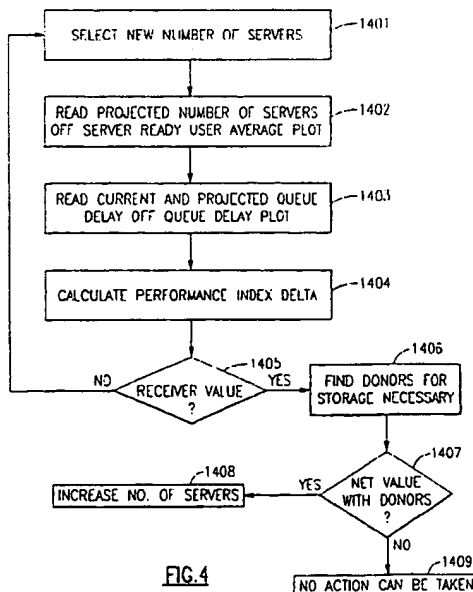 SELECT NEW NUMBER OF SERVERS
1401
READ PROJECTED NUMBER OF SERVERS
OFF SERVER READY USER AVERAGE PLOT
1402
READ CURRENT AND PROJECTED QUEUE
DELAY OFF QUEUE DELAY PLOT
1403
CALCULATE PERFORMANCE INDEX DELTA
1404
1405
NO
RECEIVER VALUE
?
YES
1406
FIND DONORS FOR
STORAGE NECESSARY
1407
1408
INCREASE NO. OF SERVERS
YES
NET VALUE
WITH DONORS
?
NO
1409
NO ACTION CAN BE TAKEN
FIG.4